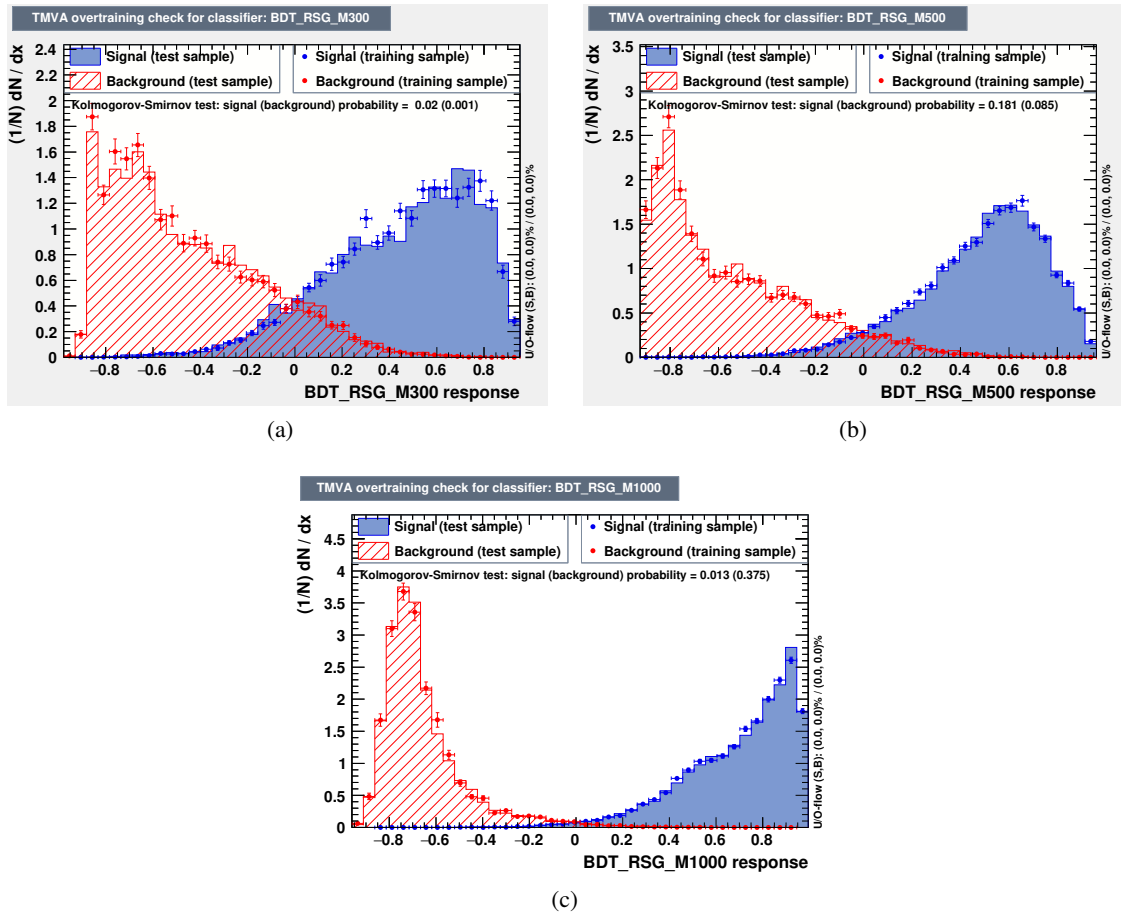 TMVA overtraining check for classifier: BDT_RSG_M300
(1/N) dN / dx
2.4
2.2
2
1.8
1.6
1.4
1.2
1
0.8
0.6
0.4
0.2
0
Signal (test sample)
Background (test sample)
Signal (training sample)
Background (training sample)
Kolmogorov-Smirnov test: signal (background) probability = 0.02 (0.001)
U/O-flow (S,B): (0.0, 0.0)% / (0.0, 0.0)%
−0.8 −0.6 −0.4 −0.2 0 0.2 0.4 0.6 0.8
BDT_RSG_M300 response
(a)
TMVA overtraining check for classifier: BDT_RSG_M500
(1/N) dN / dx
3.5
3
2.5
2
1.5
1
0.5
0
Signal (test sample)
Background (test sample)
Signal (training sample)
Background (training sample)
Kolmogorov-Smirnov test: signal (background) probability = 0.181 (0.085)
U/O-flow (S,B): (0.0, 0.0)% / (0.0, 0.0)%
−0.8 −0.6 −0.4 −0.2 0 0.2 0.4 0.6 0.8
BDT_RSG_M500 response
(b)
TMVA overtraining check for classifier: BDT_RSG_M1000
(1/N) dN / dx
4.5
4
3.5
3
2.5
2
1.5
1
0.5
0
Signal (test sample)
Background (test sample)
Signal (training sample)
Background (training sample)
Kolmogorov-Smirnov test: signal (background) probability = 0.013 (0.375)
U/O-flow (S,B): (0.0, 0.0)% / (0.0, 0.0)%
−0.8 −0.6 −0.4 −0.2 0 0.2 0.4 0.6 0.8
BDT_RSG_M1000 response
(c)